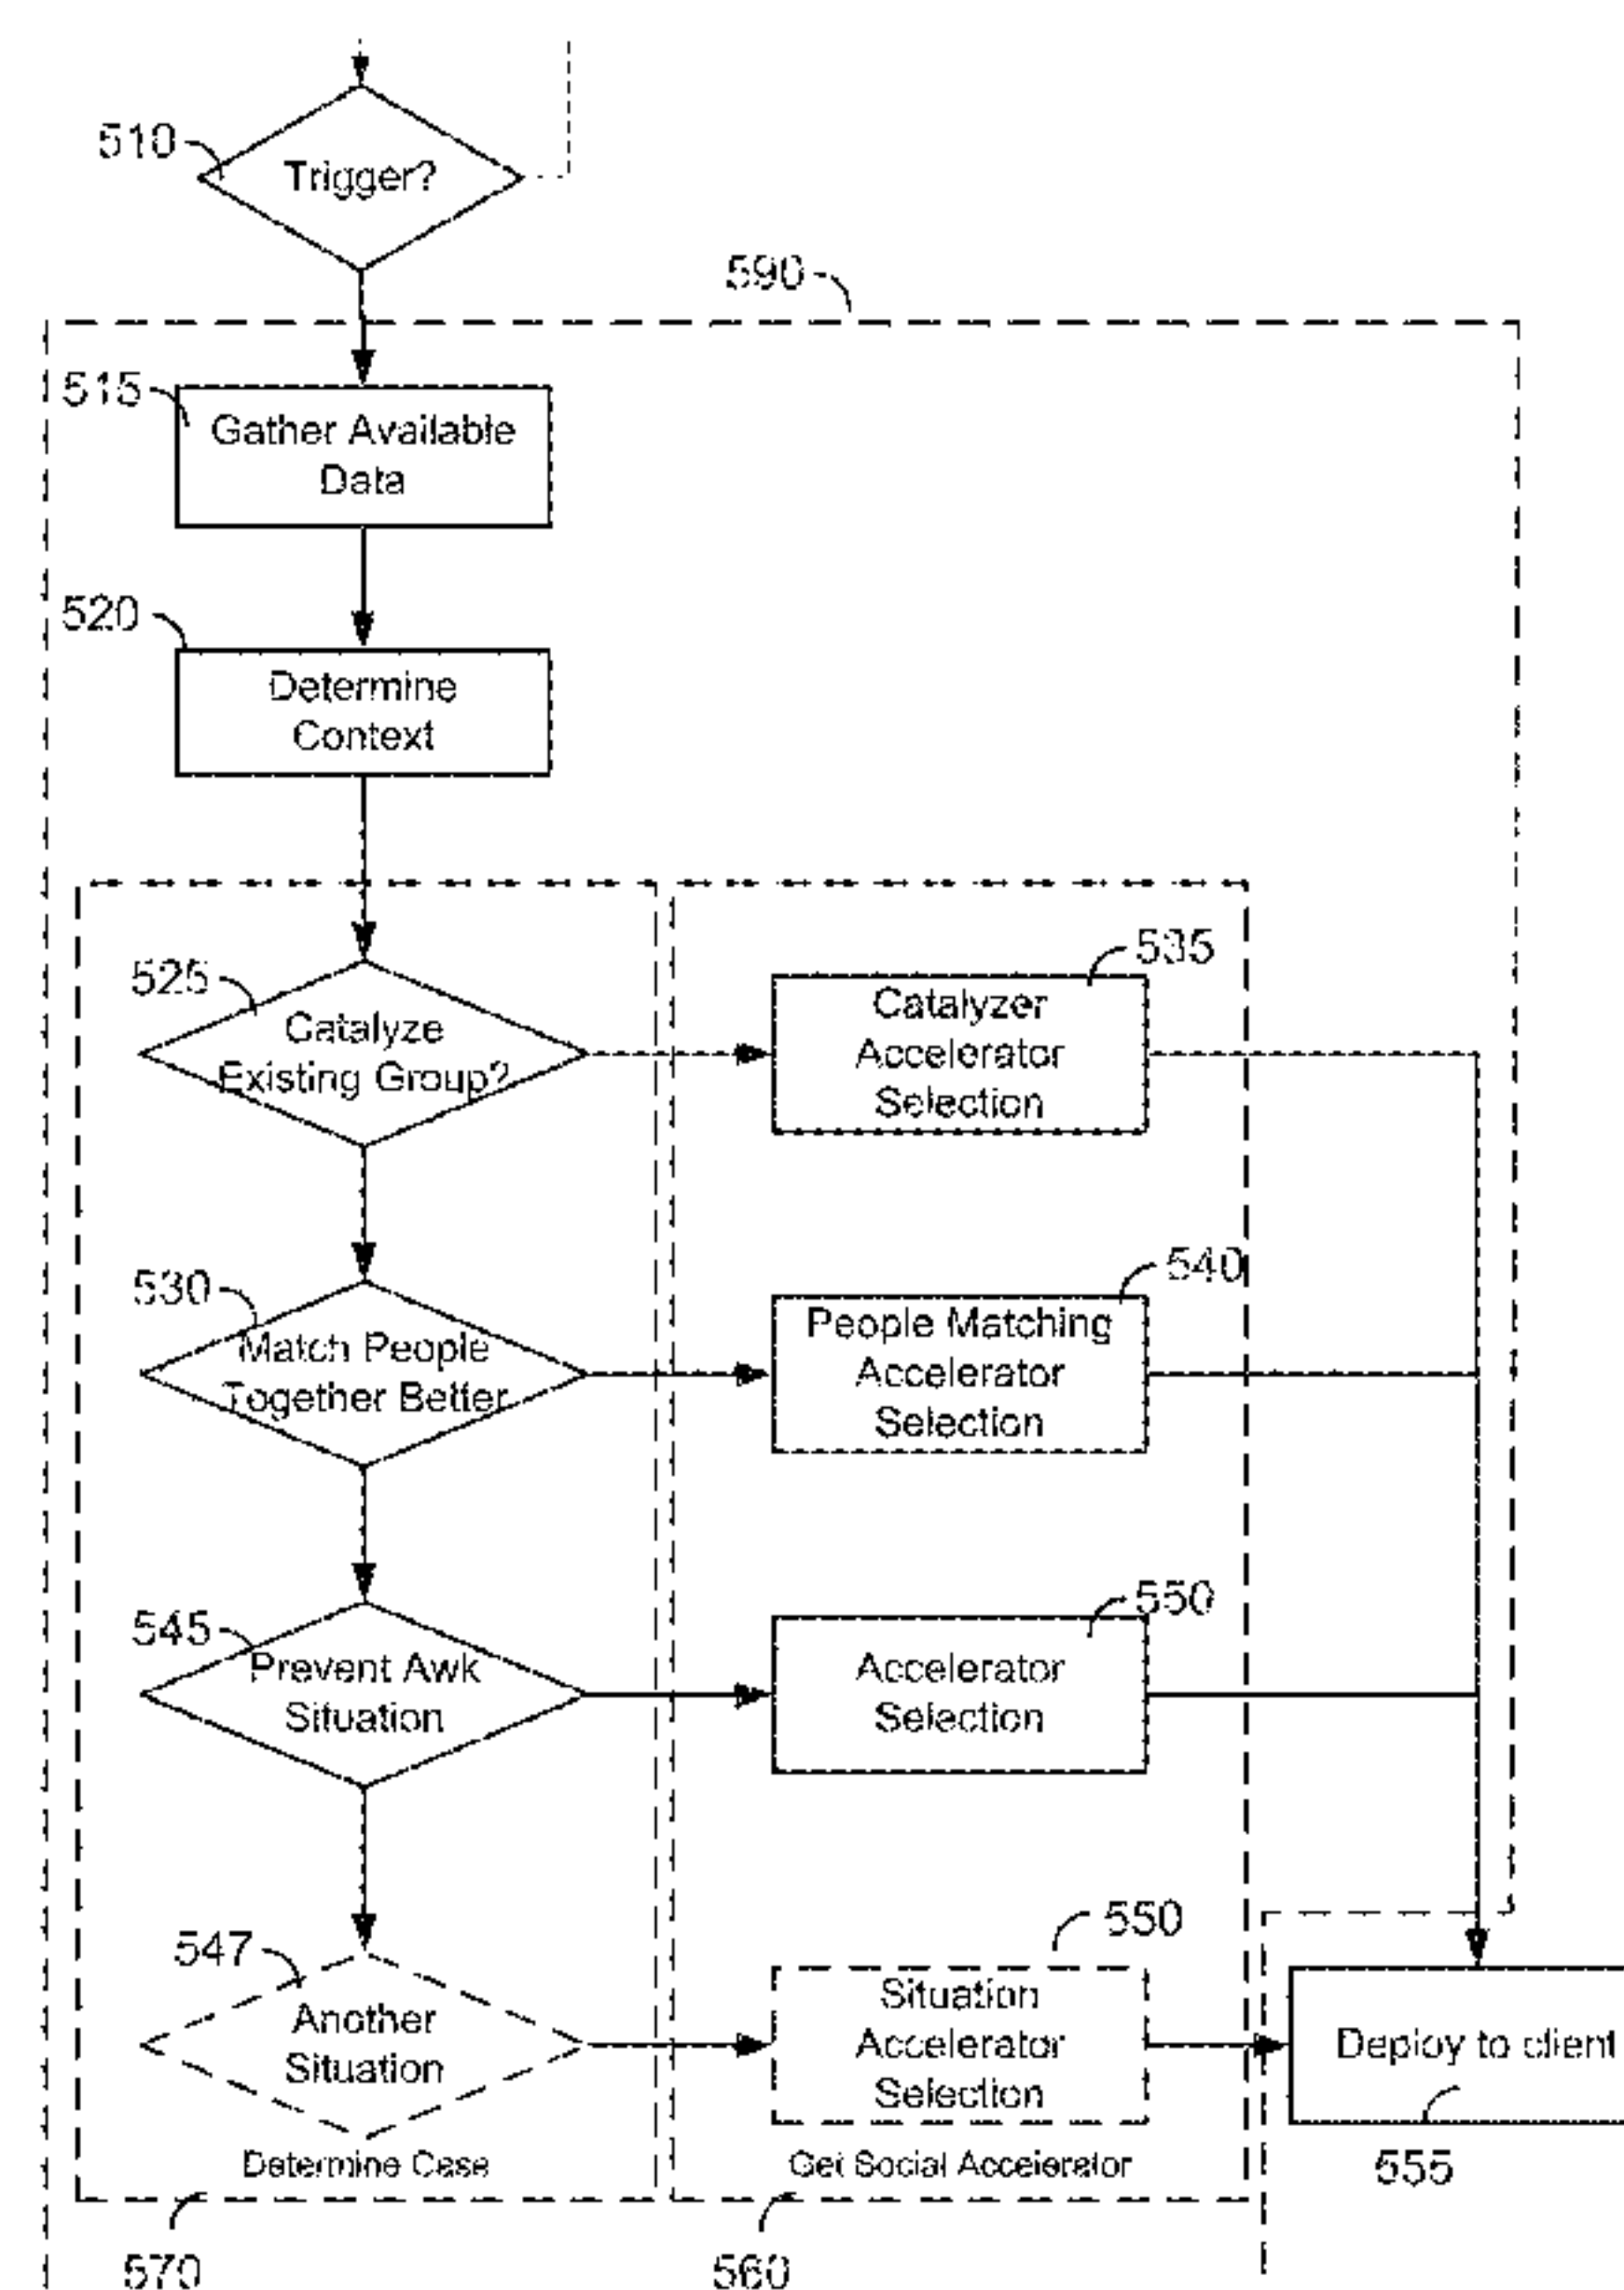 510
Trigger?
590
515
Gather Available
Data
520
Determine
Context
525
Catalyze
Existing Group?
535
Catalyzer
Accelerator
Selection
530
Match People
Together Better
540
People Matching
Accelerator
Selection
545
Prevent Awk
Situation
550
Accelerator
Selection
547
Another
Situation
550
Situation
Accelerator
Selection
Deploy to client
555
Determine Case
Get Social Accelerator
570
560